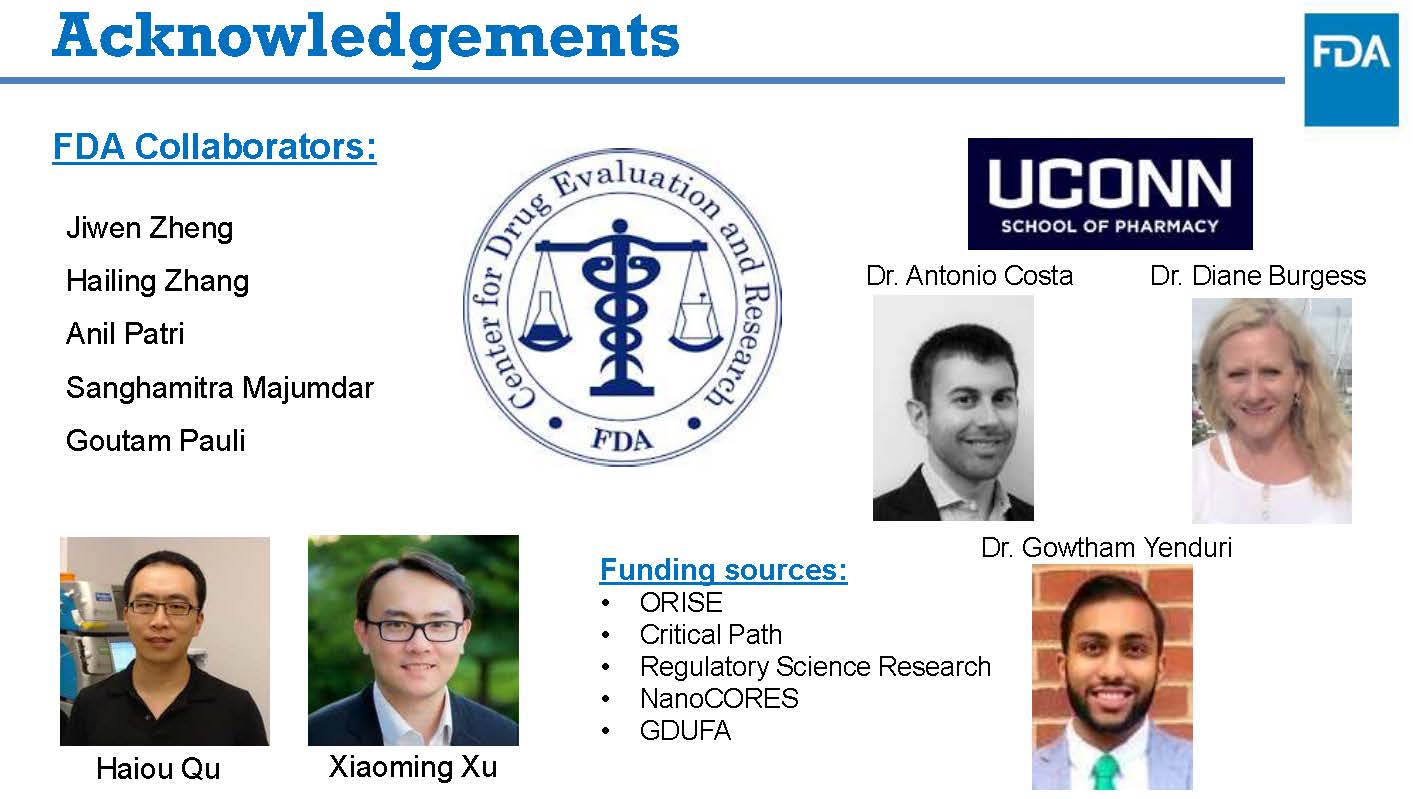 Acknowledgements
FDA
FDA Collaborators:
Jiwen Zheng
Hailing Zhang
Anil Patri
Sanghamitra Majumdar
Goutam Pauli
Center for Drug Evaluation and Research
FDA
UCONN
SCHOOL OF PHARMACY
Dr. Antonio Costa
Dr. Diane Burgess
Dr. Gowtham Yenduri
Haiou Qu
Xiaoming Xu
Funding sources:
• ORISE
• Critical Path
• Regulatory Science Research
• NanoCORES
• GDUFA